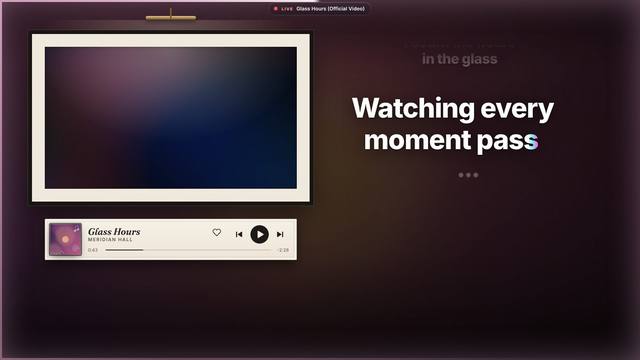 LIVE Glass Hours (Official Video)
in the glass
Watching every
moment pass
Glass Hours
MERIDIAN HALL
0:43
-2:28